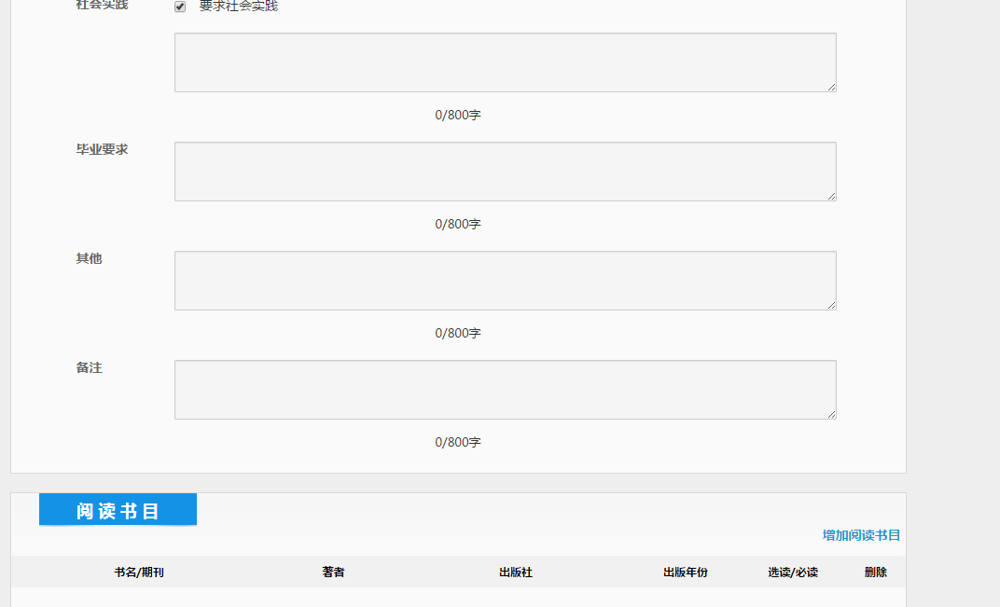 社会实践 要求社会实践
0/800字
毕业要求
0/800字
其他
0/800字
备注
0/800字
阅读书目
增加阅读书目
书名/期刊 著者 出版社 出版年份 选读/必读 删除